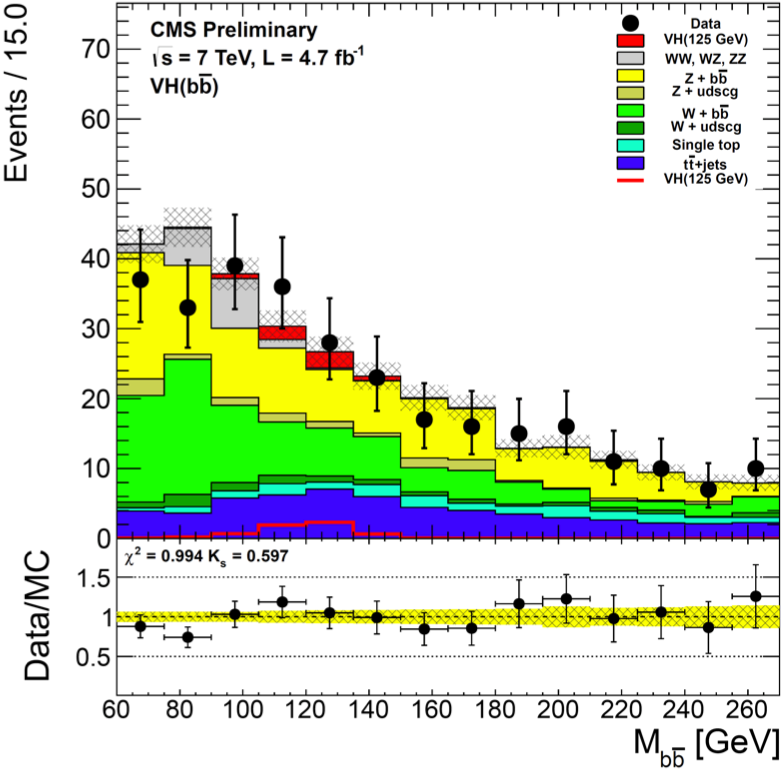 Events / 15.0
70
60
50
40
30
20
10
0
CMS Preliminary
√s = 7 TeV, L = 4.7 fb⁻¹
VH(bb̅)
Data
VH(125 GeV)
WW, WZ, ZZ
Z + bb̅
Z + udscg
W + bb̅
W + udscg
Single top
tt̅+jets
VH(125 GeV)
χ² = 0.994 Kₛ = 0.597
Data/MC
1.5
1
0.5
60 80 100 120 140 160 180 200 220 240 260
M_bb̅ [GeV]